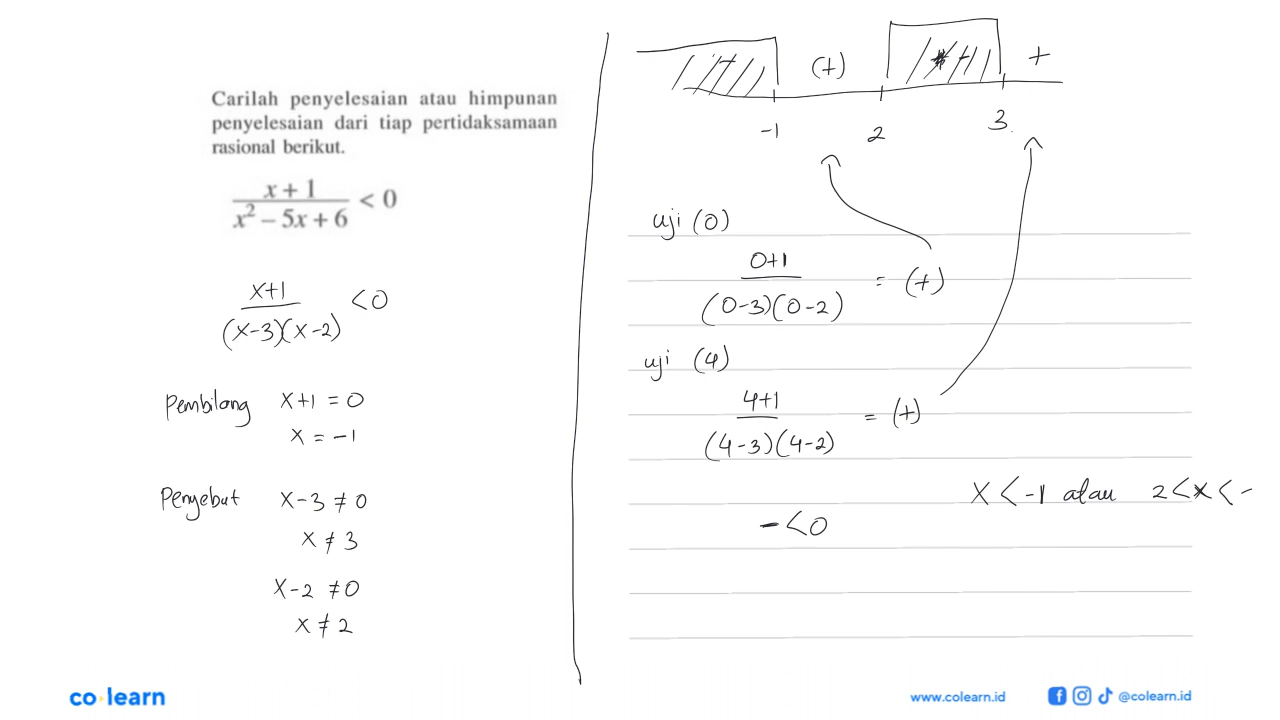 Carilah penyelesaian atau himpunan
penyelesaian dari tiap pertidaksamaan
rasional berikut.
x + 1
x² − 5x + 6
< 0
x+1
(x-3)(x-2)
<0
Pembilang x+1 = 0
x = -1
Penyebut x-3 ≠ 0
x ≠ 3
x-2 ≠ 0
x ≠ 2
(+) +
-1 2 3
uji (0)
0+1
(0-3)(0-2)
= (+)
uji (4)
4+1
(4-3)(4-2)
= (+)
x < -1 atau 2 < x <
- <0
co·learn
www.colearn.id @colearn.id